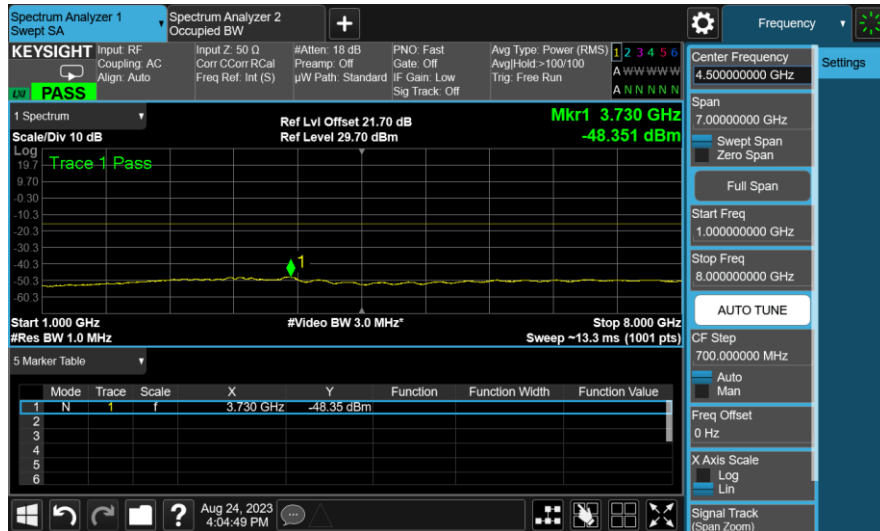 Spectrum Analyzer 1
Swept SA
Spectrum Analyzer 2
Occupied BW
Frequency
KEYSIGHT
Input: RF
Coupling: AC
Align: Auto
Input Z: 50 Ω
Corr CCorr RCal
Freq Ref: Int (S)
#Atten: 18 dB
Preamp: Off
µW Path: Standard
PNO: Fast
Gate: Off
IF Gain: Low
Sig Track: Off
Avg Type: Power (RMS)
Avg|Hold:>100/100
Trig: Free Run
1 2 3 4 5 6
A W W W W W
A N N N N N
LXI PASS
1 Spectrum
Scale/Div 10 dB
Ref Lvl Offset 21.70 dB
Ref Level 29.70 dBm
Mkr1 3.730 GHz
-48.351 dBm
Log
Trace 1 Pass
19.7
9.70
-0.30
-10.3
-20.3
-30.3
-40.3
-50.3
-60.3
1
Start 1.000 GHz
#Res BW 1.0 MHz
#Video BW 3.0 MHz*
Stop 8.000 GHz
Sweep ~13.3 ms (1001 pts)
5 Marker Table
Mode Trace Scale X Y Function Function Width Function Value
1 N 1 f 3.730 GHz -48.35 dBm
2
3
4
5
6
Center Frequency
4.500000000 GHz
Settings
Span
7.00000000 GHz
Swept Span
Zero Span
Full Span
Start Freq
1.000000000 GHz
Stop Freq
8.000000000 GHz
AUTO TUNE
CF Step
700.000000 MHz
Auto
Man
Freq Offset
0 Hz
X Axis Scale
Log
Lin
Signal Track
(Span Zoom)
?
Aug 24, 2023
4:04:49 PM